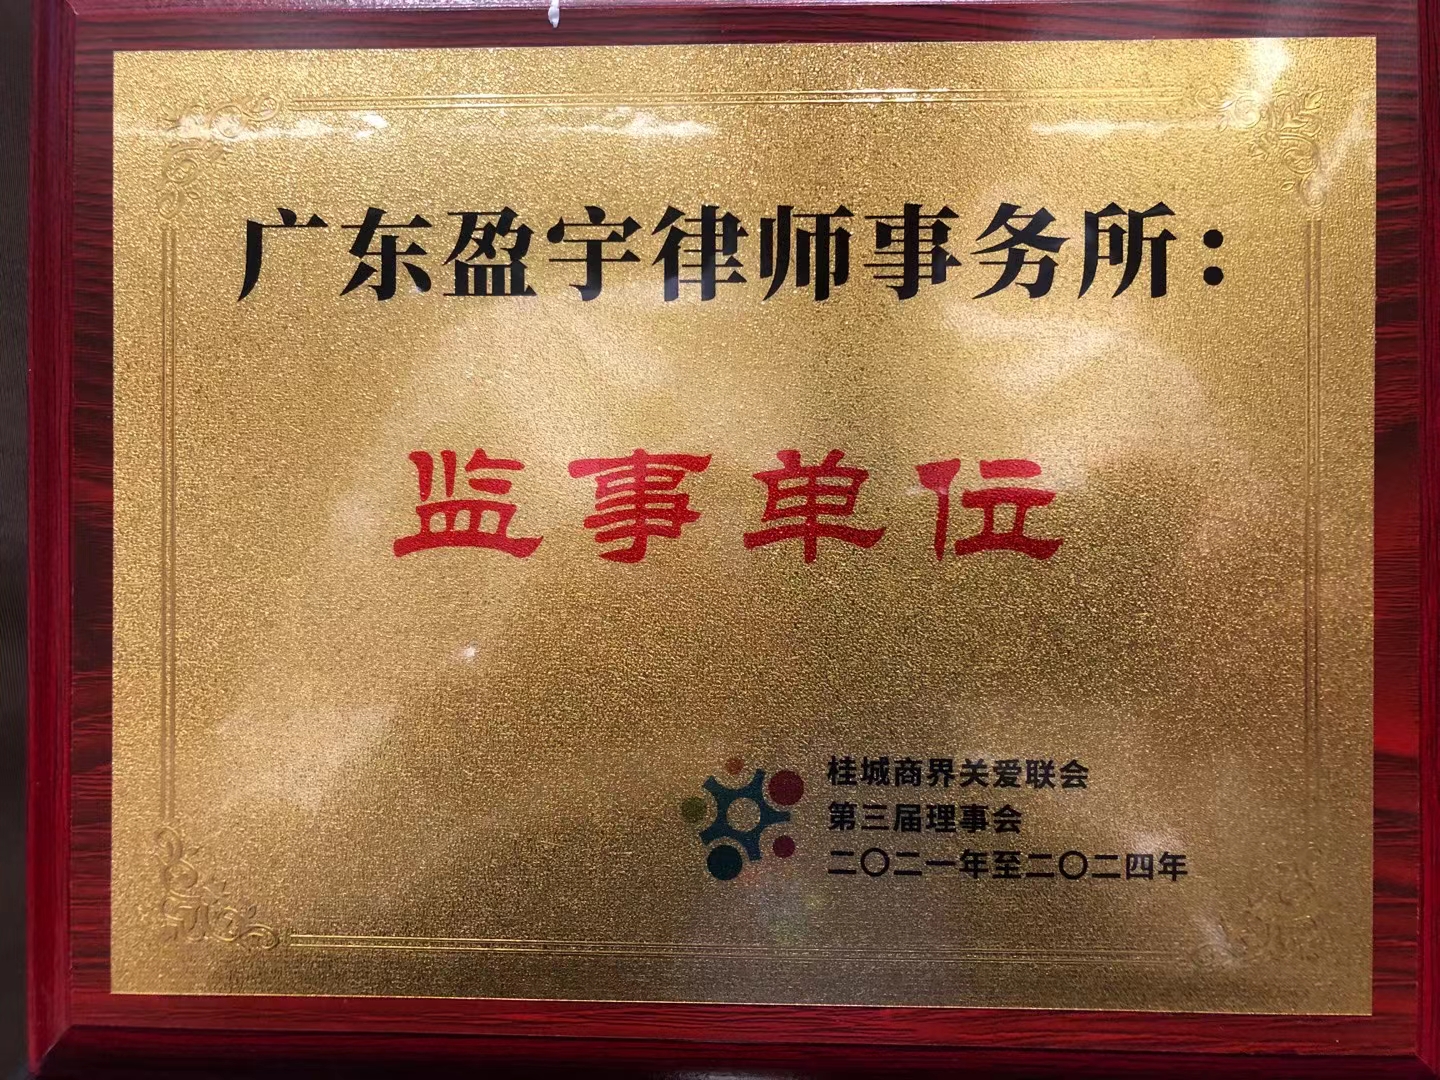 广东盈宇律师事务所：
监事单位
桂城商界关爱联会
第三届理事会
二〇二一年至二〇二四年